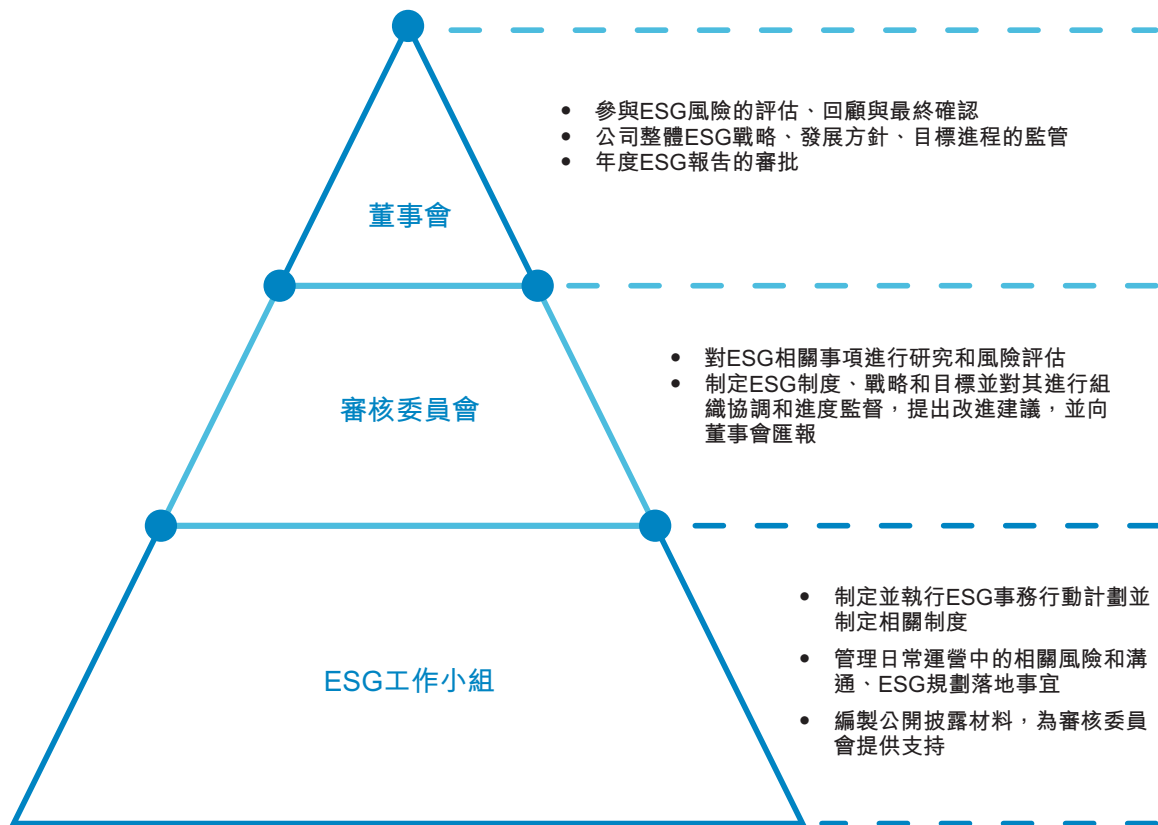 • 參與ESG風險的評估、回顧與最終確認
• 公司整體ESG戰略、發展方針、目標進程的監管
• 年度ESG報告的審批
董事會
• 對ESG相關事項進行研究和風險評估
• 制定ESG制度、戰略和目標並對其進行組
織協調和進度監督，提出改進建議，並向
董事會匯報
審核委員會
• 制定並執行ESG事務行動計劃並
制定相關制度
• 管理日常運營中的相關風險和溝
通、ESG規劃落地事宜
• 編製公開披露材料，為審核委員
會提供支持
ESG工作小組